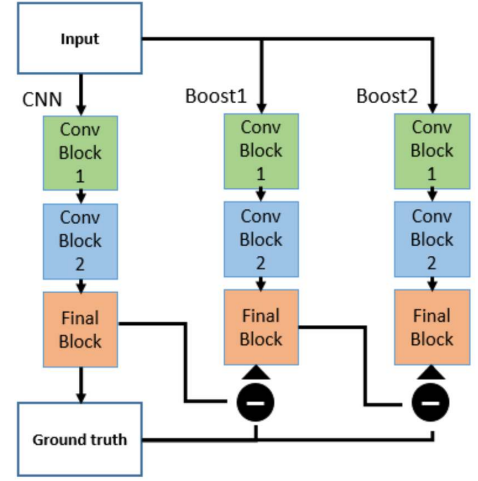 Input
CNN
Boost1
Boost2
Conv
Block
1
Conv
Block
1
Conv
Block
1
Conv
Block
2
Conv
Block
2
Conv
Block
2
Final
Block
Final
Block
Final
Block
Ground truth